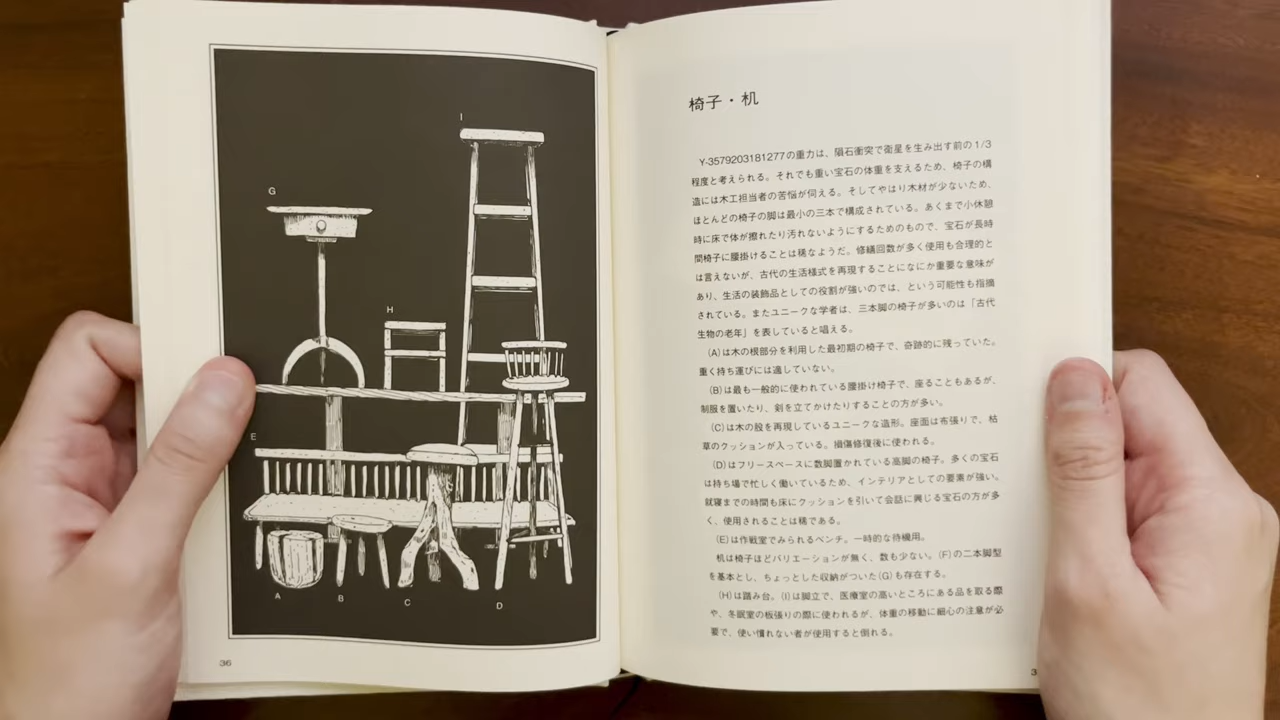 I
G
H
E
A
B
C
D
36
椅子・机
Y-3579203181277の重力は、隕石衝突で衛星を生み出す前の1/3
程度と考えられる。それでも重い宝石の体重を支えるため、椅子の構
造には木工担当者の苦悩が伺える。そしてやはり木材が少ないため、
ほとんどの椅子の脚は最小の三本で構成されている。あくまで小休憩
時に床で体が擦れたり汚れないようにするためのもので、宝石が長時
間椅子に腰掛けることは稀なようだ。修繕回数が多く使用も合理的と
は言えないが、古代の生活様式を再現することになにか重要な意味が
あり、生活の装飾品としての役割が強いのでは、という可能性も指摘
されている。またユニークな学者は、三本脚の椅子が多いのは「古代
生物の老年」を表していると唱える。
(A)は木の根部分を利用した最初期の椅子で、奇跡的に残っていた。
重く持ち運びには適していない。
(B)は最も一般的に使われている腰掛け椅子で、座ることもあるが、
制服を置いたり、剣を立てかけたりすることの方が多い。
(C)は木の股を再現しているユニークな造形。座面は布張りで、枯
草のクッションが入っている。損傷修復後に使われる。
(D)はフリースペースに数脚置かれている高脚の椅子。多くの宝石
は持ち場で忙しく働いているため、インテリアとしての要素が強い。
就寝までの時間も床にクッションを引いて会話に興じる宝石の方が多
く、使用されることは稀である。
(E)は作戦室でみられるベンチ。一時的な待機用。
机は椅子ほどバリエーションが無く、数も少ない。(F)の二本脚型
を基本とし、ちょっとした収納がついた(G)も存在する。
(H)は踏み台。(I)は脚立で、医療室の高いところにある品を取る際
や、冬眠室の板張りの際に使われるが、体重の移動に細心の注意が必
要で、使い慣れない者が使用すると倒れる。